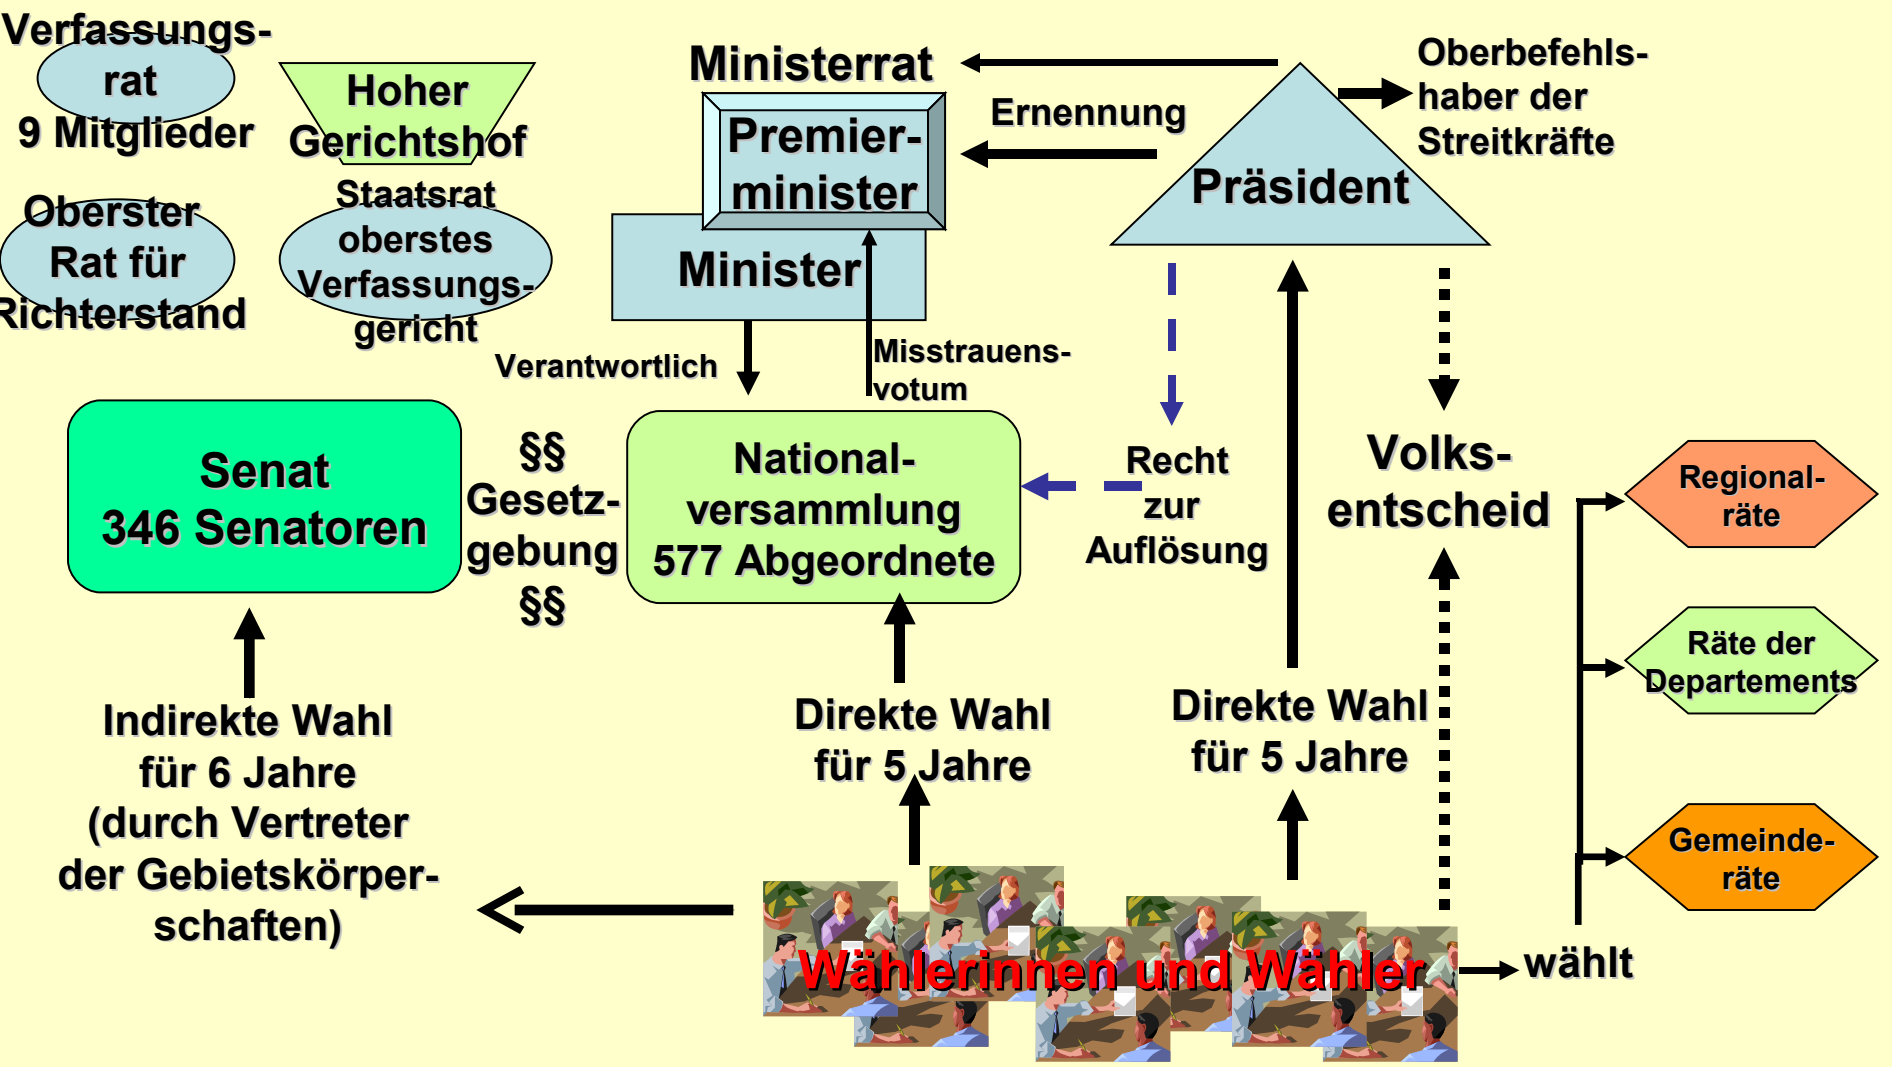 Verfassungs-
rat
9 Mitglieder
Hoher
Gerichtshof
Oberster
Rat für
Richterstand
Staatsrat
oberstes
Verfassungs-
gericht
Ministerrat
Premier-
minister
Minister
Ernennung
Präsident
Oberbefehls-
haber der
Streitkräfte
Verantwortlich
Misstrauens-
votum
Senat
346 Senatoren
§§
Gesetz-
gebung
§§
National-
versammlung
577 Abgeordnete
Recht
zur
Auflösung
Volks-
entscheid
Regional-
räte
Räte der
Departements
Gemeinde-
räte
Indirekte Wahl
für 6 Jahre
(durch Vertreter
der Gebietskörper-
schaften)
Direkte Wahl
für 5 Jahre
Direkte Wahl
für 5 Jahre
Wählerinnen und Wähler
wählt